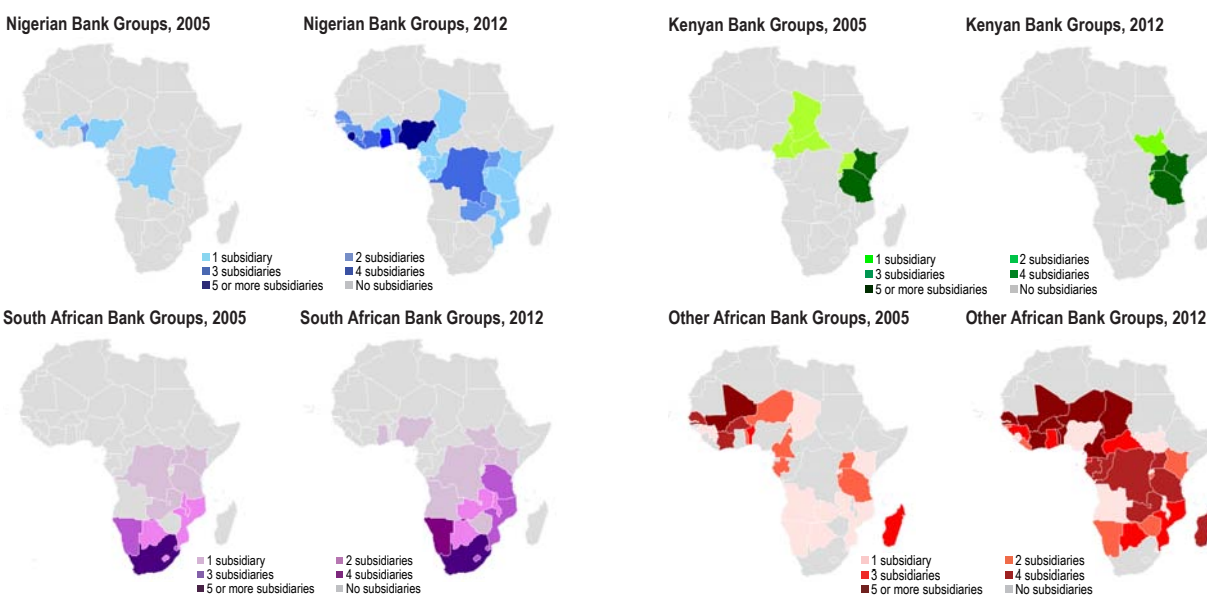 Nigerian Bank Groups, 2005
Nigerian Bank Groups, 2012
1 subsidiary
2 subsidiaries
3 subsidiaries
4 subsidiaries
5 or more subsidiaries
No subsidiaries
Kenyan Bank Groups, 2005
Kenyan Bank Groups, 2012
1 subsidiary
2 subsidiaries
3 subsidiaries
4 subsidiaries
5 or more subsidiaries
No subsidiaries
South African Bank Groups, 2005
South African Bank Groups, 2012
1 subsidiary
2 subsidiaries
3 subsidiaries
4 subsidiaries
5 or more subsidiaries
No subsidiaries
Other African Bank Groups, 2005
Other African Bank Groups, 2012
1 subsidiary
2 subsidiaries
3 subsidiaries
4 subsidiaries
5 or more subsidiaries
No subsidiaries